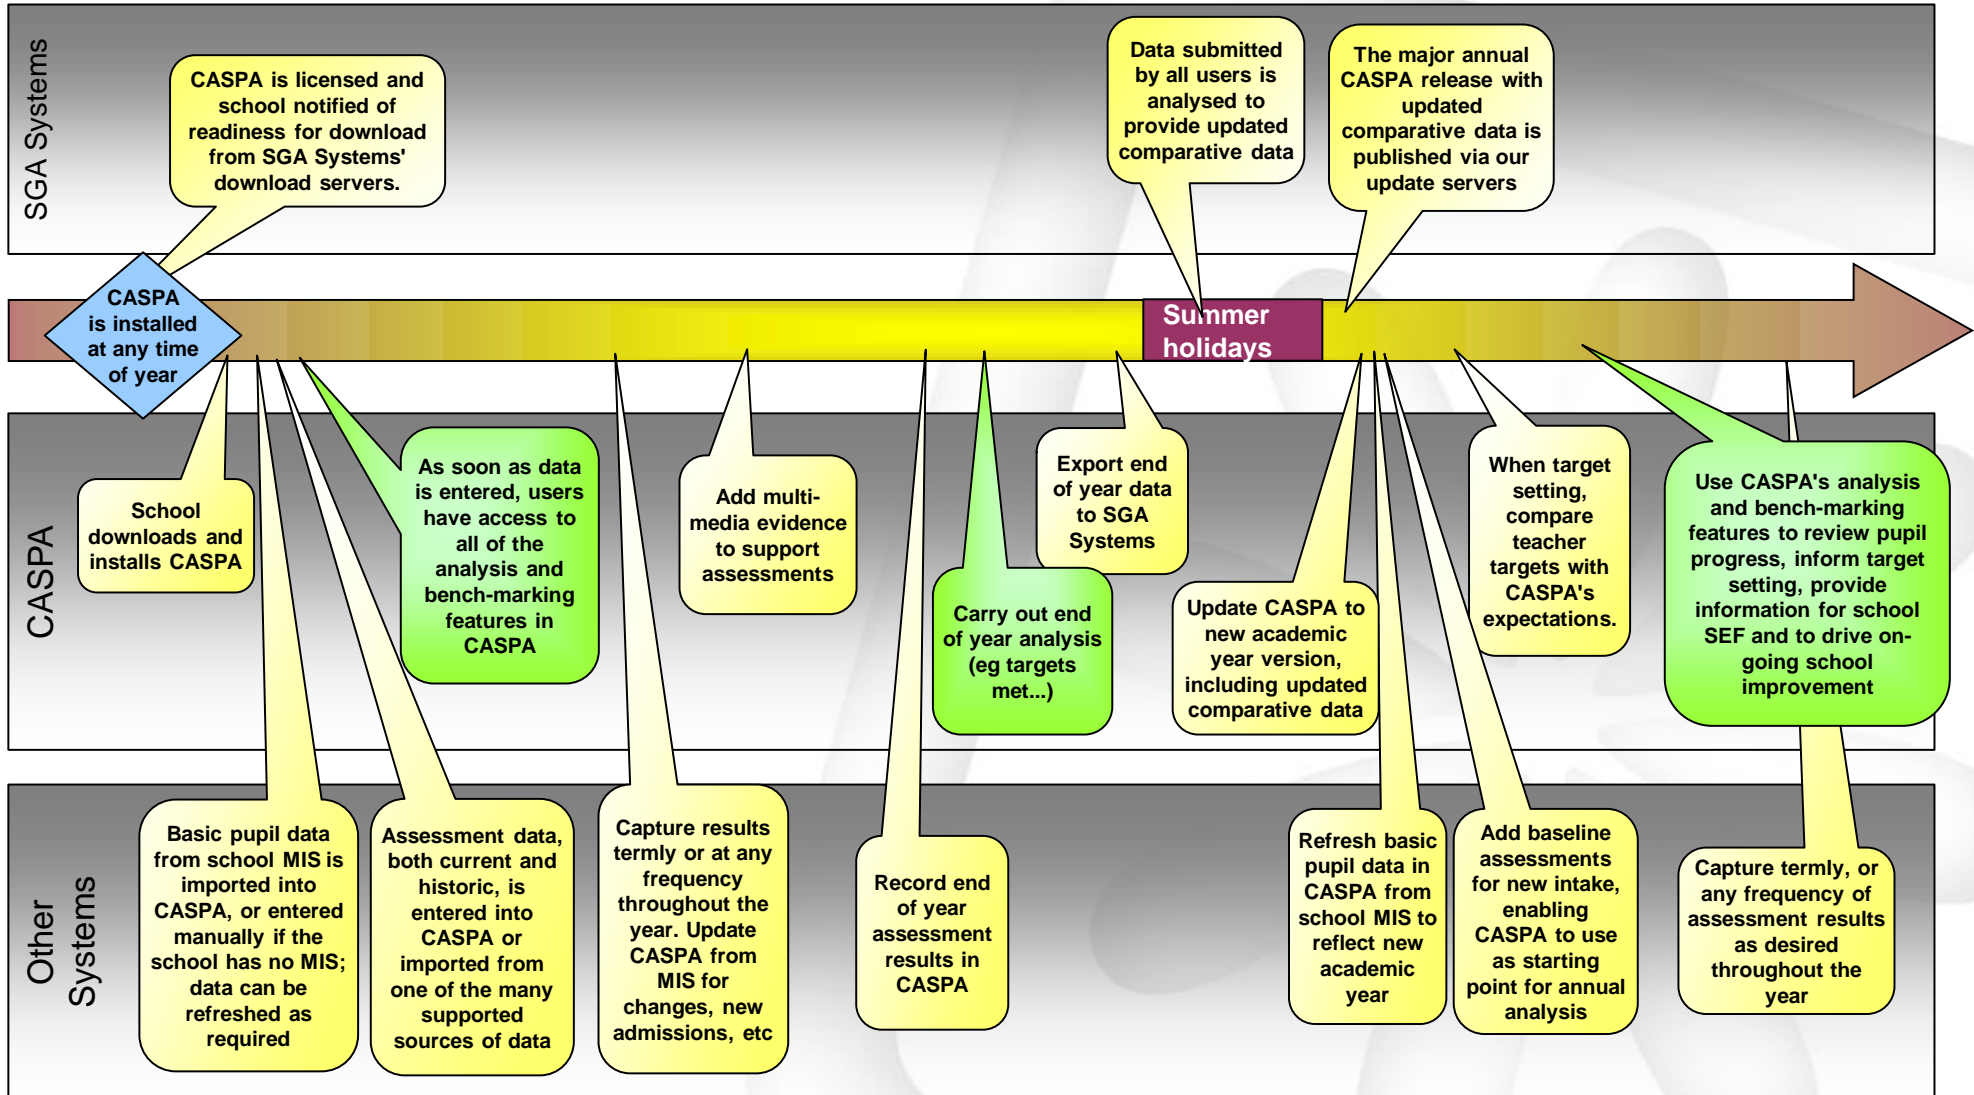 SGA Systems
CASPA is licensed and
school notified of
readiness for download
from SGA Systems'
download servers.
Data submitted
by all users is
analysed to
provide updated
comparative data
The major annual
CASPA release with
updated
comparative data is
published via our
update servers
CASPA
is installed
at any time
of year
Summer
holidays
CASPA
School
downloads and
installs CASPA
As soon as data
is entered, users
have access to
all of the
analysis and
bench-marking
features in
CASPA
Add multi-
media evidence
to support
assessments
Carry out end
of year analysis
(eg targets
met...)
Export end
of year data
to SGA
Systems
Update CASPA to
new academic
year version,
including updated
comparative data
When target
setting,
compare
teacher
targets with
CASPA's
expectations.
Use CASPA's analysis
and bench-marking
features to review pupil
progress, inform target
setting, provide
information for school
SEF and to drive on-
going school
improvement
Other
Systems
Basic pupil data
from school MIS is
imported into
CASPA, or entered
manually if the
school has no MIS;
data can be
refreshed as
required
Assessment data,
both current and
historic, is
entered into
CASPA or
imported from
one of the many
supported
sources of data
Capture results
termly or at any
frequency
throughout the
year. Update
CASPA from
MIS for
changes, new
admissions, etc
Record end
of year
assessment
results in
CASPA
Refresh basic
pupil data in
CASPA from
school MIS to
reflect new
academic
year
Add baseline
assessments
for new intake,
enabling
CASPA to use
as starting
point for annual
analysis
Capture termly, or
any frequency of
assessment results
as desired
throughout the
year